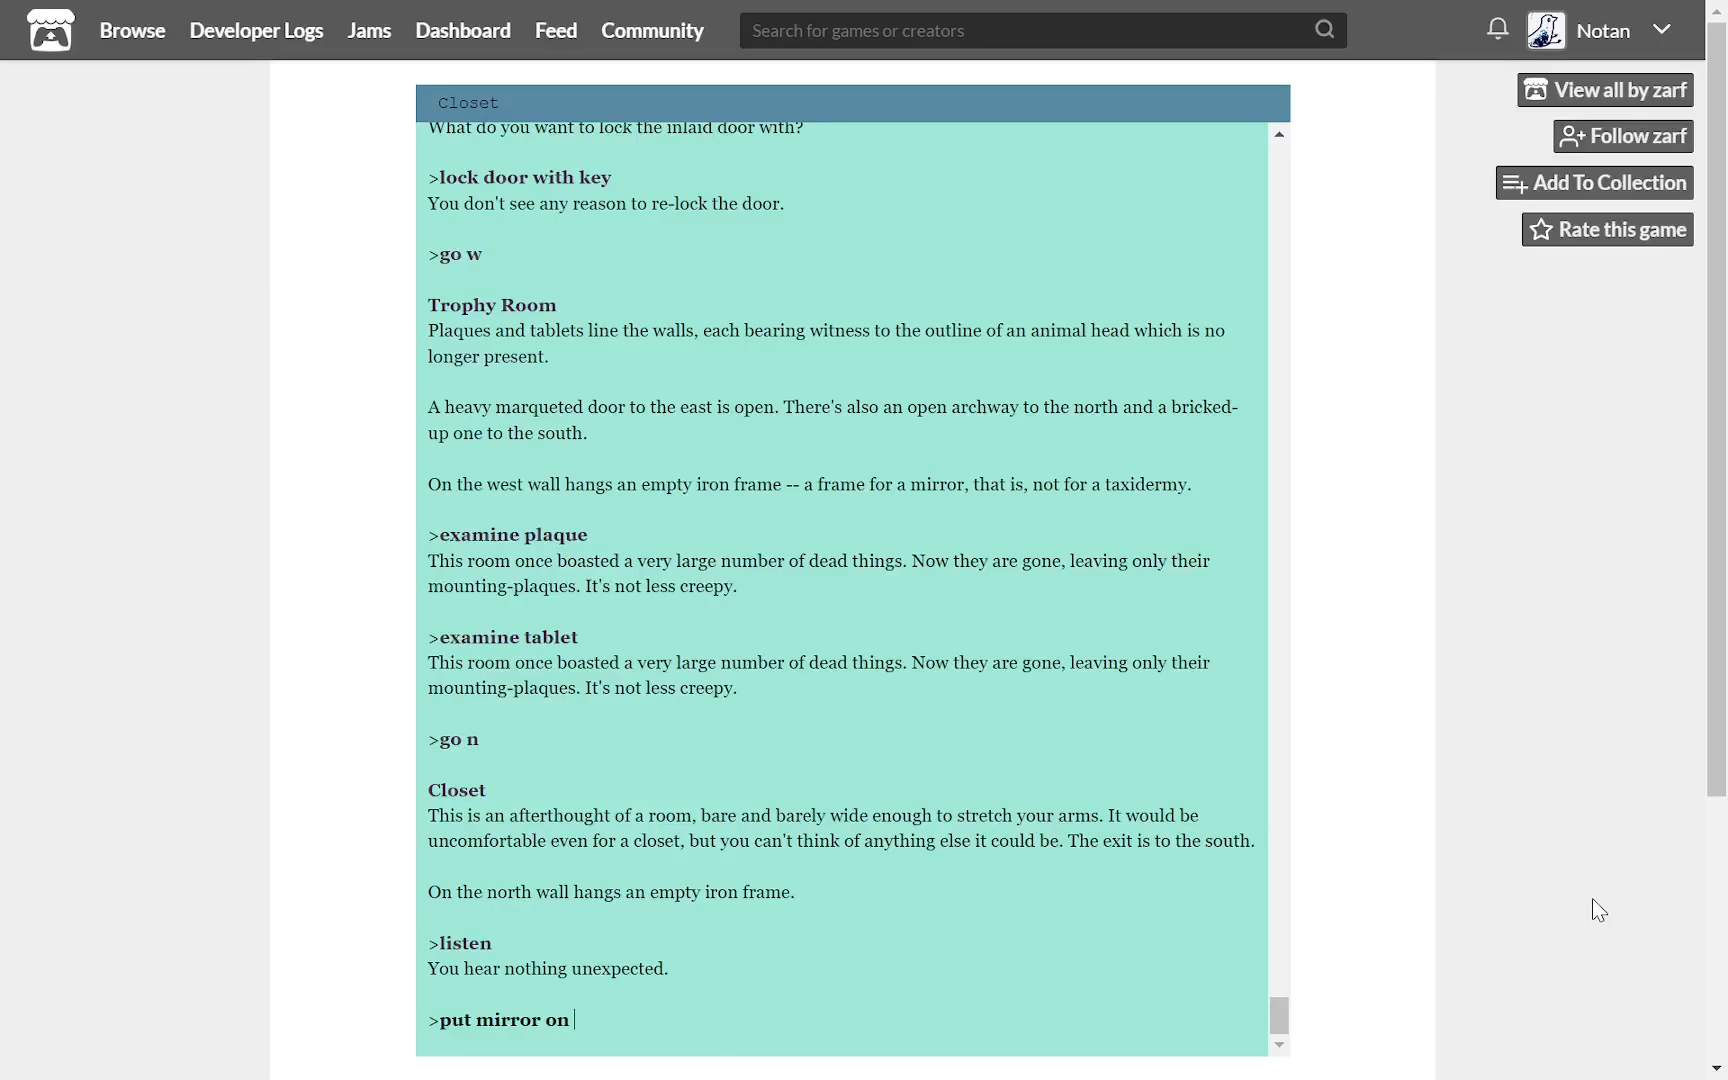 Browse Developer Logs Jams Dashboard Feed Community Search for games or creators Notan
View all by zarf
Follow zarf
Add To Collection
Rate this game
Closet
What do you want to lock the inlaid door with?
>lock door with key
You don't see any reason to re-lock the door.
>go w
Trophy Room
Plaques and tablets line the walls, each bearing witness to the outline of an animal head which is no
longer present.
A heavy marqueted door to the east is open. There's also an open archway to the north and a bricked-
up one to the south.
On the west wall hangs an empty iron frame -- a frame for a mirror, that is, not for a taxidermy.
>examine plaque
This room once boasted a very large number of dead things. Now they are gone, leaving only their
mounting-plaques. It's not less creepy.
>examine tablet
This room once boasted a very large number of dead things. Now they are gone, leaving only their
mounting-plaques. It's not less creepy.
>go n
Closet
This is an afterthought of a room, bare and barely wide enough to stretch your arms. It would be
uncomfortable even for a closet, but you can't think of anything else it could be. The exit is to the south.
On the north wall hangs an empty iron frame.
>listen
You hear nothing unexpected.
>put mirror on